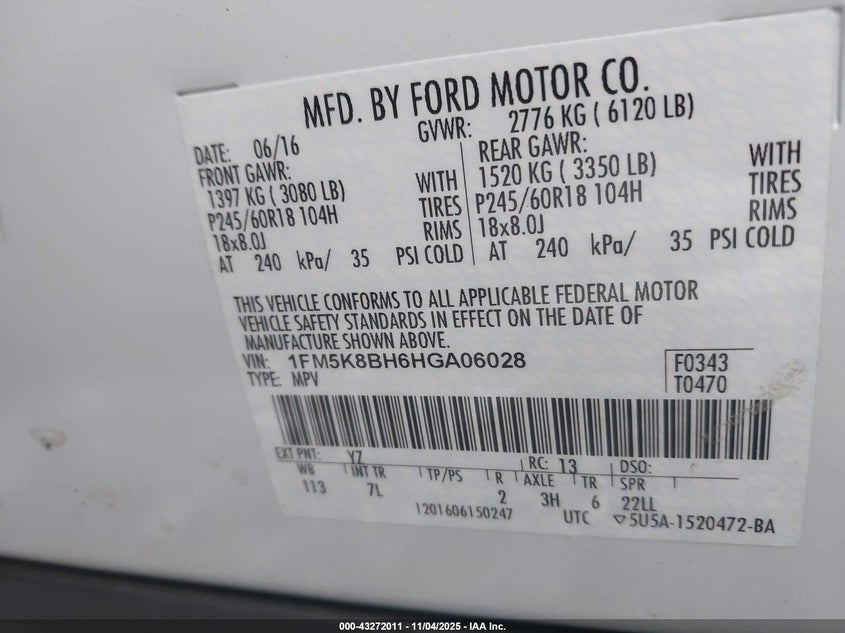 MFD. BY FORD MOTOR CO.
DATE: 06/16 GVWR: 2776 KG ( 6120 LB)
FRONT GAWR: REAR GAWR:
1397 KG ( 3080 LB) WITH 1520 KG ( 3350 LB) WITH
P245/60R18 104H TIRES P245/60R18 104H TIRES
18x8.0J RIMS 18x8.0J RIMS
AT 240 kPa/ 35 PSI COLD AT 240 kPa/ 35 PSI COLD
THIS VEHICLE CONFORMS TO ALL APPLICABLE FEDERAL MOTOR
VEHICLE SAFETY STANDARDS IN EFFECT ON THE DATE OF
MANUFACTURE SHOWN ABOVE.
VIN: 1FM5K8BH6HGA06028 F0343
TYPE: MPV T0470
EXT PNT: YZ RC: 13 DSO:
WB INT TR TP/PS R AXLE TR SPR
113 7L 2 3H 6 22LL
1201606150247 UTC ▽5U5A-1520472-BA
000-43272011 - 11/04/2025 - IAA Inc.